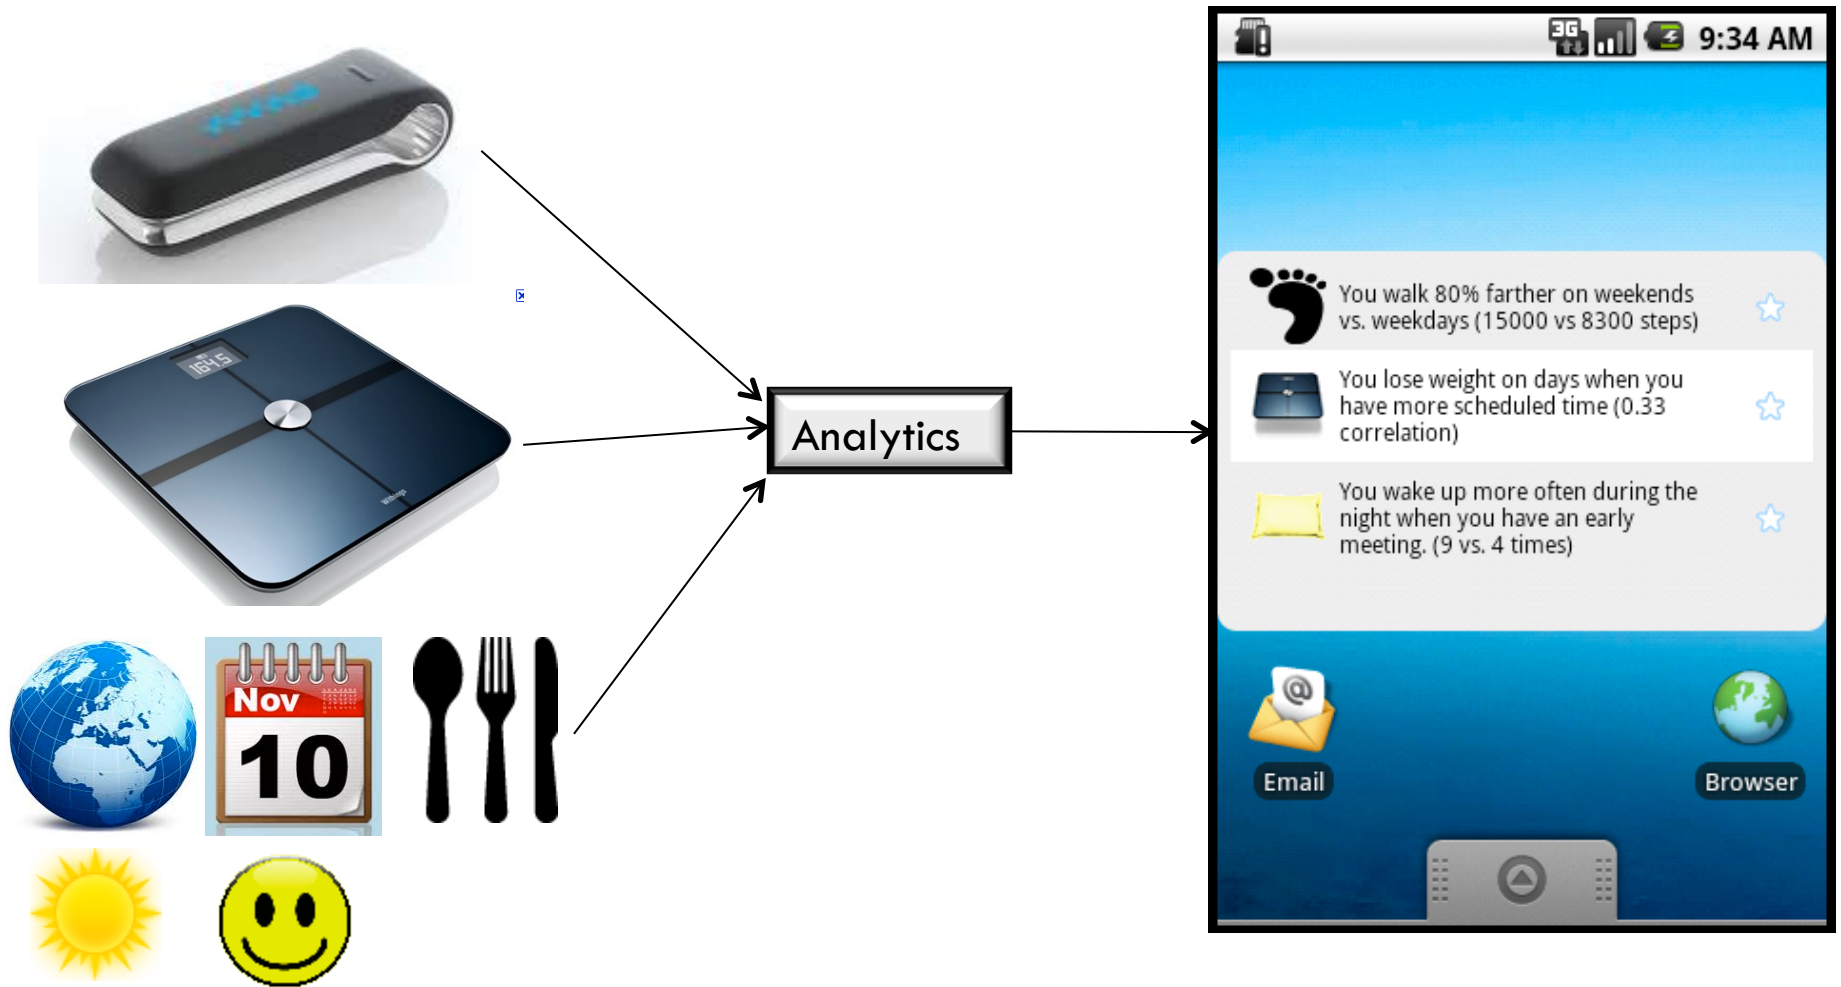 164.5
Withings
Nov
10
Analytics
3G
9:34 AM
You walk 80% farther on weekends
vs. weekdays (15000 vs 8300 steps)
You lose weight on days when you
have more scheduled time (0.33
correlation)
You wake up more often during the
night when you have an early
meeting. (9 vs. 4 times)
@
Email
Browser